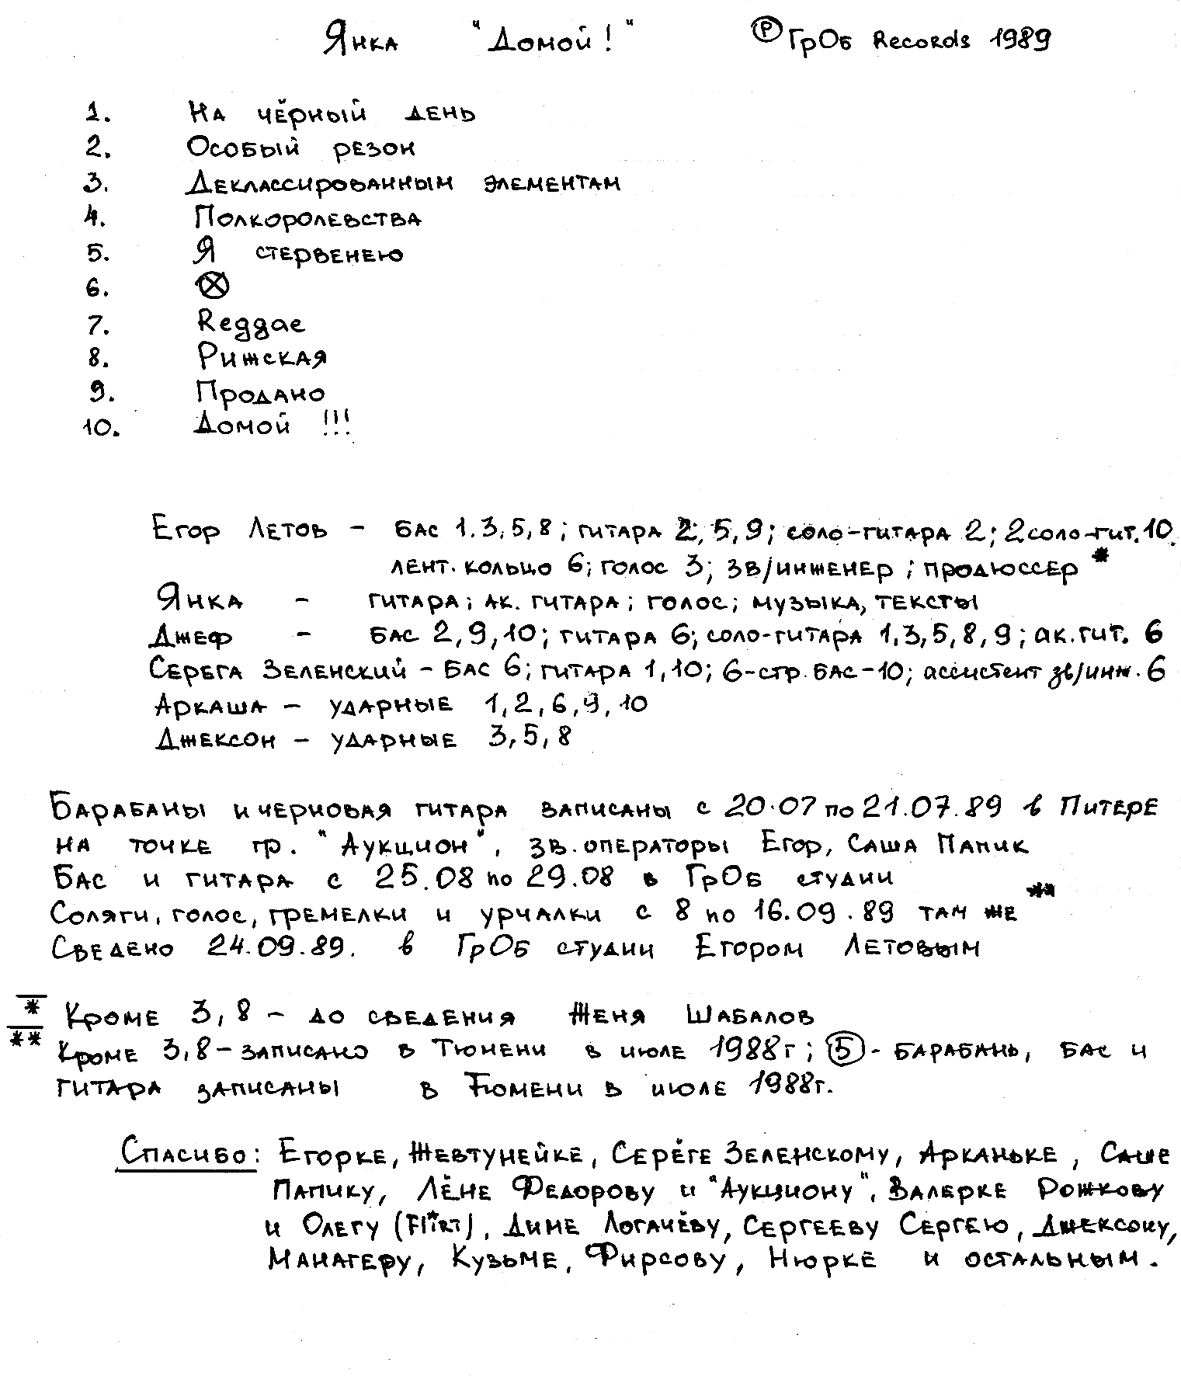 Янка "Домой!" Ⓟ ГрОб Records 1989
1. На чёрный день
2. Особый резон
3. Деклассированным элементам
4. Полкоролевства
5. Я стервенею
6. ⊗
7. Reggae
8. Рижская
9. Продано
10. Домой !!!
Егор Летов – бас 1.3,5,8; гитара 2, 5,9; соло-гитара 2; 2 соло-гит. 10
лент. кольцо 6; голос 3; зв/инженер; продюссер *
Янка – гитара; ак. гитара; голос; музыка, тексты
Джеф – бас 2,9,10; гитара 6; соло-гитара 1,3,5,8,9; ак. гит. 6
Серега Зеленский – бас 6; гитара 1,10; 6-стр. бас – 10; ассистент зв/инж. 6
Аркаша – ударные 1,2,6,9,10
Джексон – ударные 3,5,8
Барабаны и черновая гитара записаны с 20.07 по 21.07.89 в Питере
на точке гр. "Аукцион", зв. операторы Егор, Саша Папик
Бас и гитара с 25.08 по 29.08 в ГрОб студии
Соляги, голос, гремелки и урчалки с 8 по 16.09.89 там же **
Сведено 24.09.89. в ГрОб студии Егором Летовым
* Кроме 3,8 – до сведения Женя Шабалов
** Кроме 3,8 – записано в Тюмени в июле 1988г; ⑤ – барабань, бас и
гитара записаны в Тюмени в июле 1988г.
Спасибо: Егорке, Жевтунейке, Серёге Зеленскому, Арканьке, Саше
Папику, Лёне Федорову и "Аукциону", Валерке Рожкову
и Олегу (Flirt), Диме Логачёву, Сергееву Сергею, Джексону,
Манагеру, Кузьме, Фирсову, Нюрке и остальным.